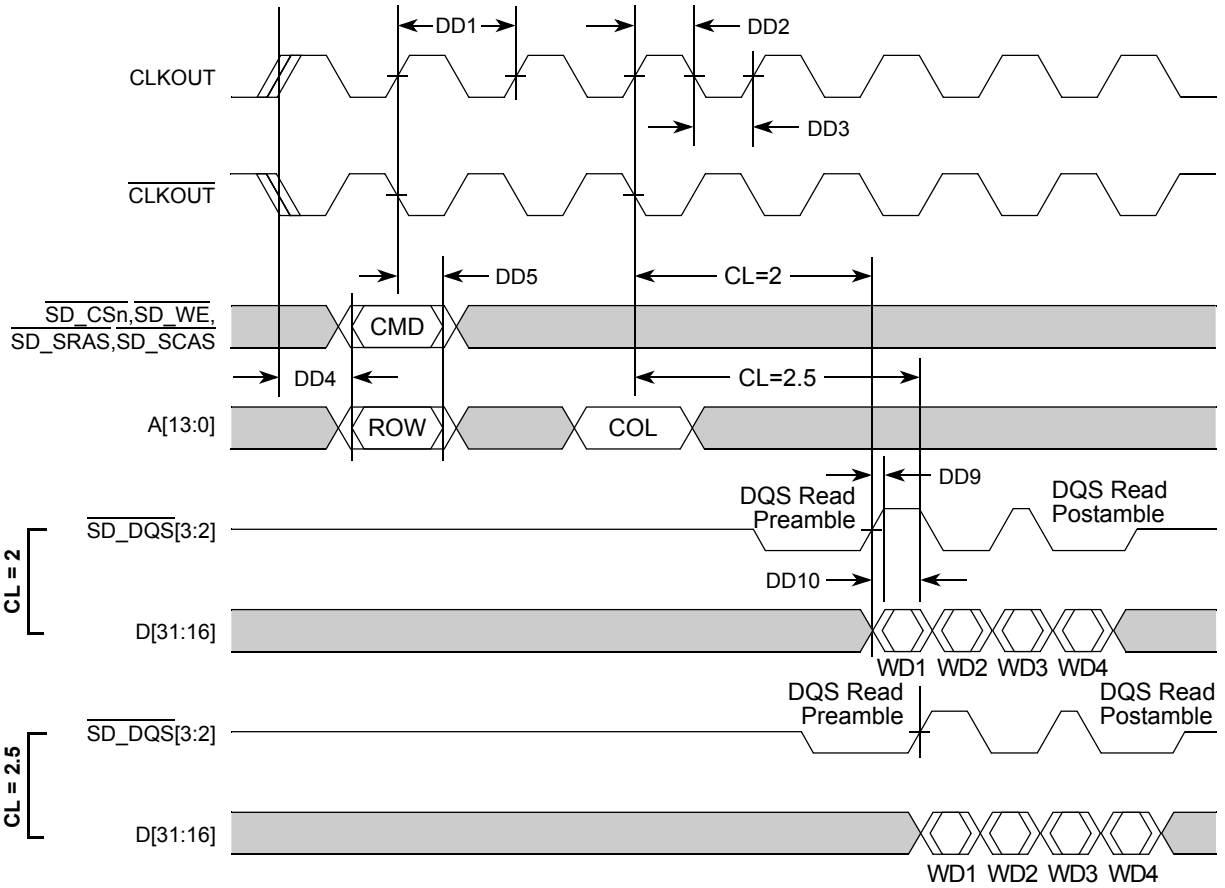 DD1
DD2
CLKOUT
DD3
CLKOUT
DD5
CL=2
SD_CSn,SD_WE,
SD_SRAS,SD_SCAS
CMD
DD4
CL=2.5
A[13:0]
ROW
COL
DD9
DQS Read
Preamble
DQS Read
Postamble
SD_DQS[3:2]
CL = 2
DD10
D[31:16]
WD1 WD2 WD3 WD4
DQS Read
Preamble
DQS Read
Postamble
SD_DQS[3:2]
CL = 2.5
D[31:16]
WD1 WD2 WD3 WD4